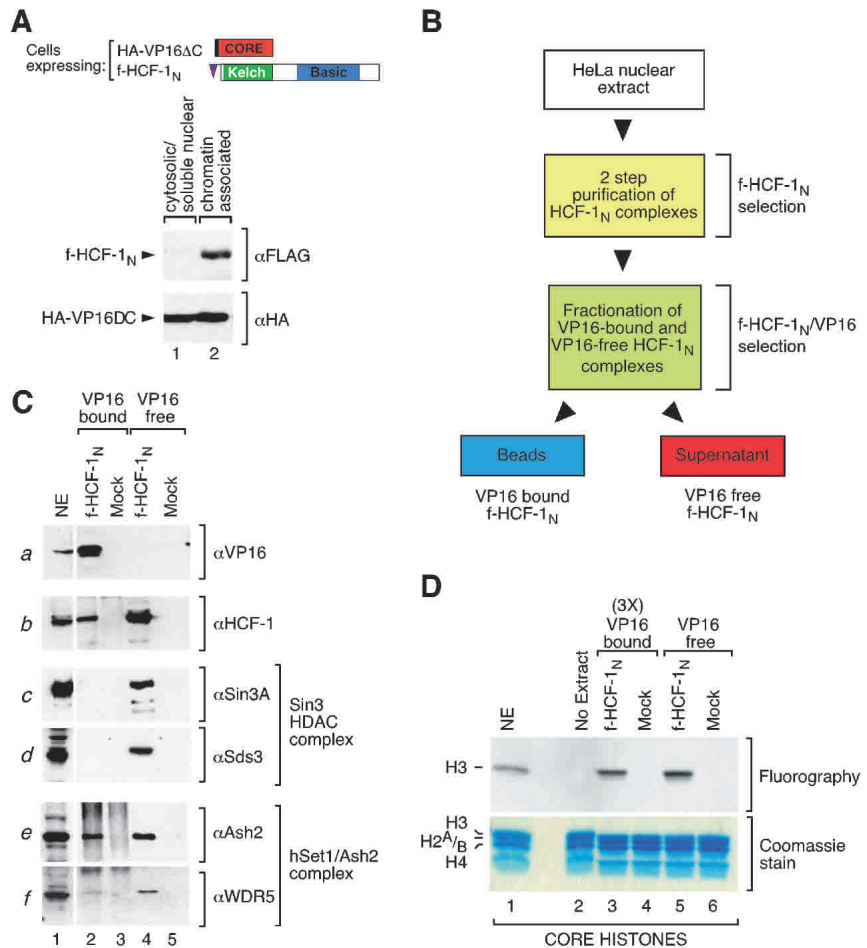 A
Cells
expressing:
HA-VP16ΔC
f-HCF-1N
CORE
Kelch
Basic
cytosolic/
soluble nuclear
chromatin
associated
f-HCF-1N
αFLAG
HA-VP16DC
αHA
1 2
B
HeLa nuclear
extract
2 step
purification of
HCF-1N complexes
f-HCF-1N
selection
Fractionation of
VP16-bound and
VP16-free HCF-1N
complexes
f-HCF-1N/VP16
selection
Beads
Supernatant
VP16 bound
f-HCF-1N
VP16 free
f-HCF-1N
C
VP16
bound
VP16
free
NE
f-HCF-1N
Mock
f-HCF-1N
Mock
a
αVP16
b
αHCF-1
c
αSin3A
d
αSds3
Sin3
HDAC
complex
e
αAsh2
f
αWDR5
hSet1/Ash2
complex
1 2 3 4 5
D
(3X)
VP16
bound
VP16
free
NE
No Extract
f-HCF-1N
Mock
f-HCF-1N
Mock
H3
Fluorography
H3
H2A/B
H4
Coomassie
stain
1 2 3 4 5 6
CORE HISTONES